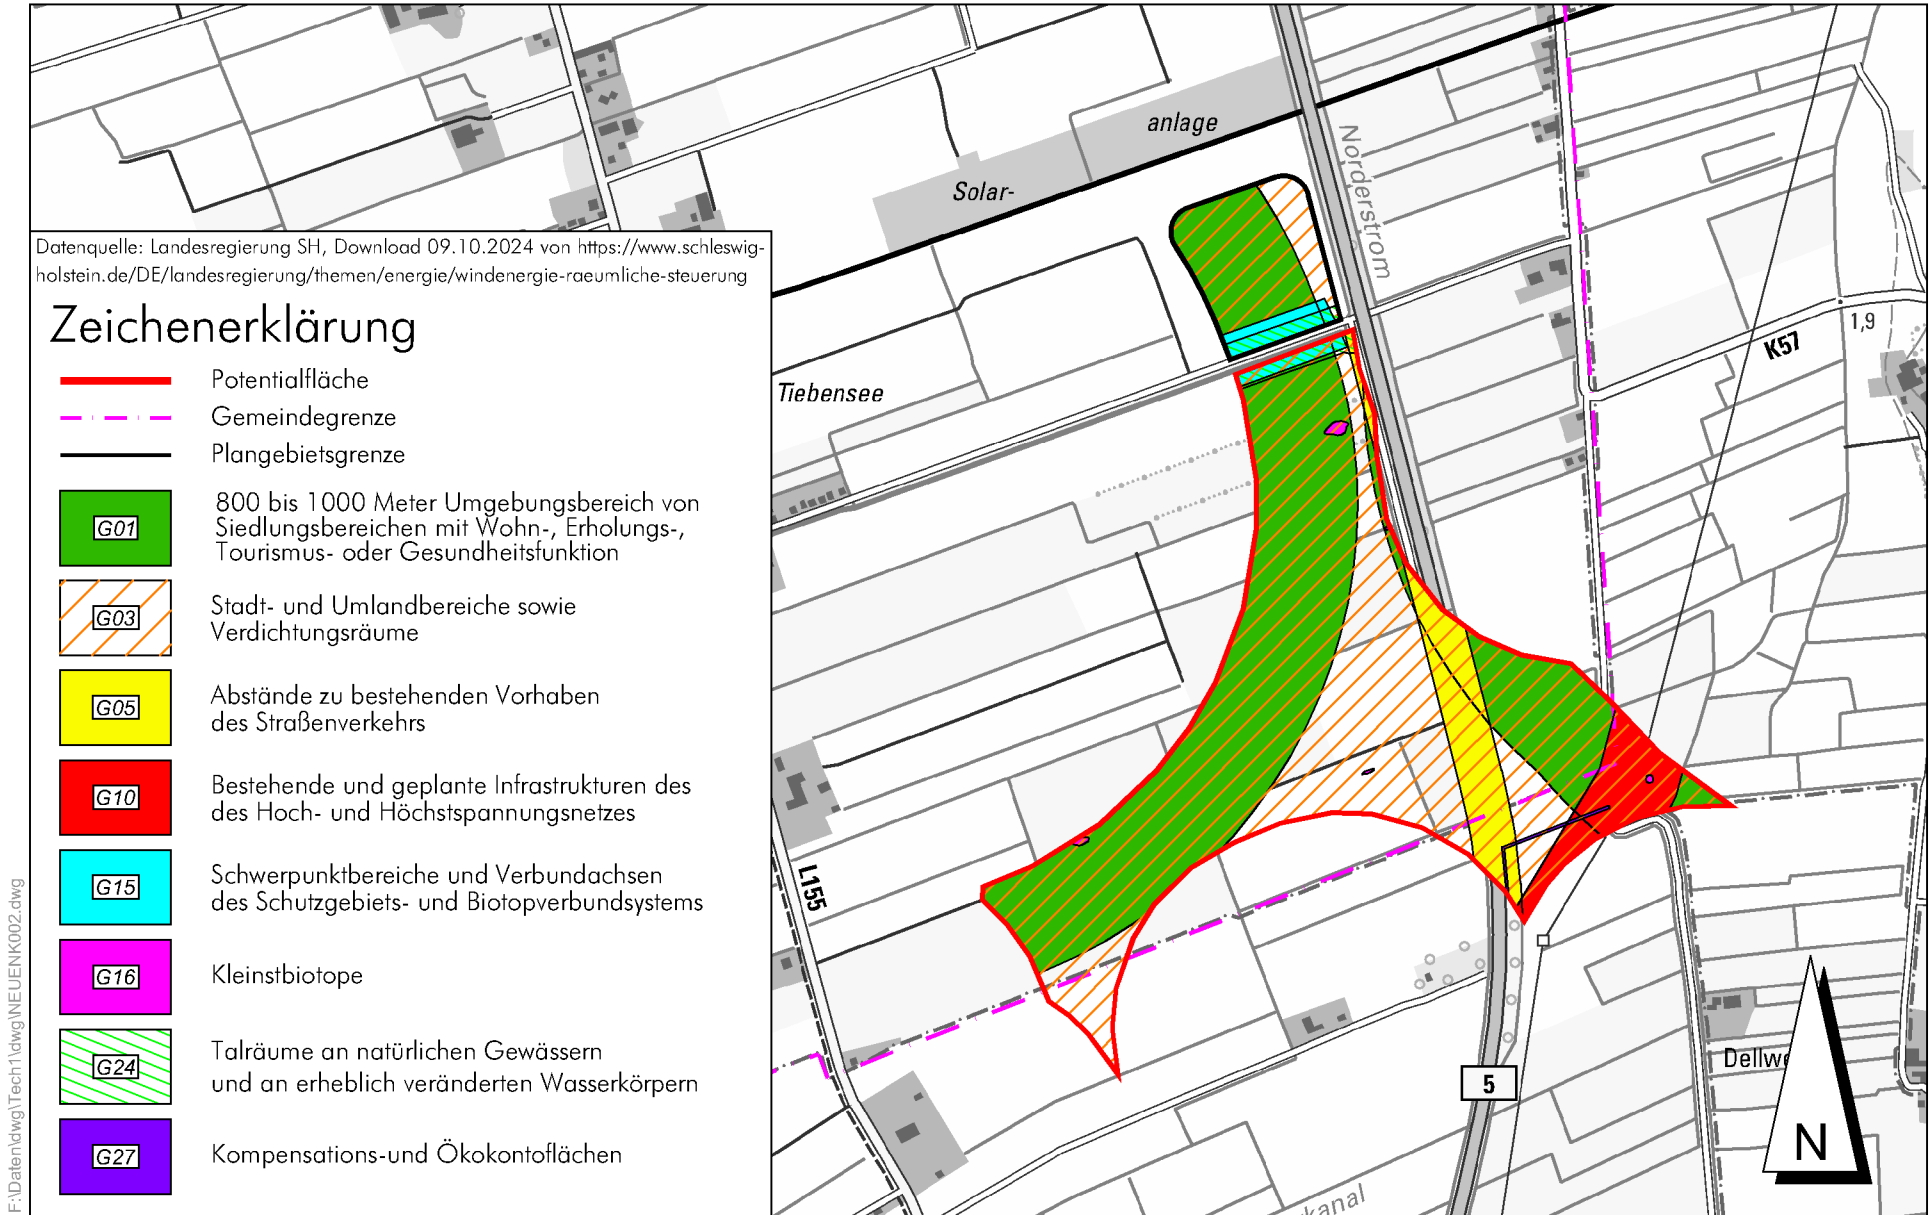 anlage
Solar-
Norderstrom
Datenquelle: Landesregierung SH, Download 09.10.2024 von https://www.schleswig-
holstein.de/DE/landesregierung/themen/energie/windenergie-raeumliche-steuerung
Zeichenerklärung
Potentialfläche
Gemeindegrenze
Plangebietsgrenze
G01
800 bis 1000 Meter Umgebungsbereich von
Siedlungsbereichen mit Wohn-, Erholungs-,
Tourismus- oder Gesundheitsfunktion
G03
Stadt- und Umlandbereiche sowie
Verdichtungsräume
G05
Abstände zu bestehenden Vorhaben
des Straßenverkehrs
G10
Bestehende und geplante Infrastrukturen des
des Hoch- und Höchstspannungsnetzes
G15
Schwerpunktbereiche und Verbundachsen
des Schutzgebiets- und Biotopverbundsystems
G16
Kleinstbiotope
G24
Talräume an natürlichen Gewässern
und an erheblich veränderten Wasserkörpern
G27
Kompensations-und Ökokontoflächen
Tiebensee
K57
1,9
L155
5
Dellwe
N
kanal
F:\Daten\dwg\Tech1\dwg\NEUENK002.dwg